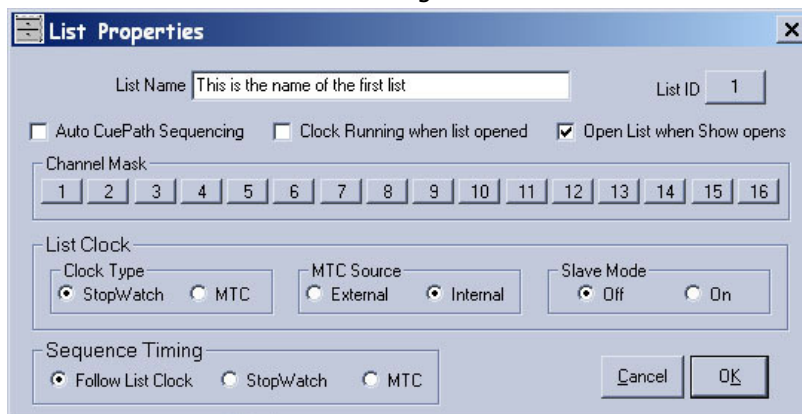 List Properties
List Name This is the name of the first list List ID 1
Auto CuePath Sequencing Clock Running when list opened Open List when Show opens
Channel Mask
1 2 3 4 5 6 7 8 9 10 11 12 13 14 15 16
List Clock
Clock Type MTC Source Slave Mode
StopWatch MTC External Internal Off On
Sequence Timing
Follow List Clock StopWatch MTC Cancel OK